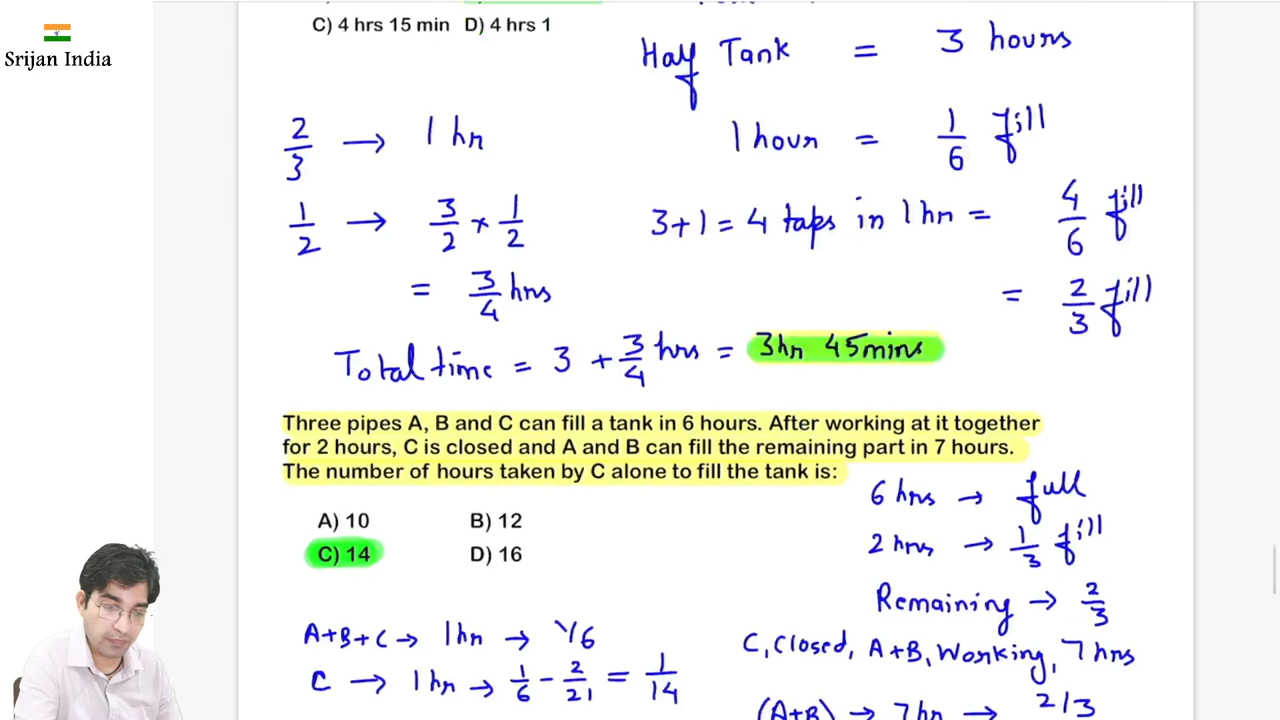 Srijan India
C) 4 hrs 15 min D) 4 hrs 1
Half Tank = 3 hours
2/3 → 1 hr
1 hour = 1/6 fill
1/2 → 3/2 × 1/2
3+1 = 4 taps in 1 hr = 4/6 fill
= 3/4 hrs
= 2/3 fill
Total time = 3 + 3/4 hrs = 3hr 45mins
Three pipes A, B and C can fill a tank in 6 hours. After working at it together
for 2 hours, C is closed and A and B can fill the remaining part in 7 hours.
The number of hours taken by C alone to fill the tank is:
6 hrs → full
A) 10 B) 12
2 hrs → 1/3 fill
C) 14 D) 16
Remaining → 2/3
A+B+C → 1hr → 1/6
C, Closed, A+B, Working, 7 hrs
C → 1 hr → 1/6 - 2/21 = 1/14
(A+B) → 7 hr → 2/3